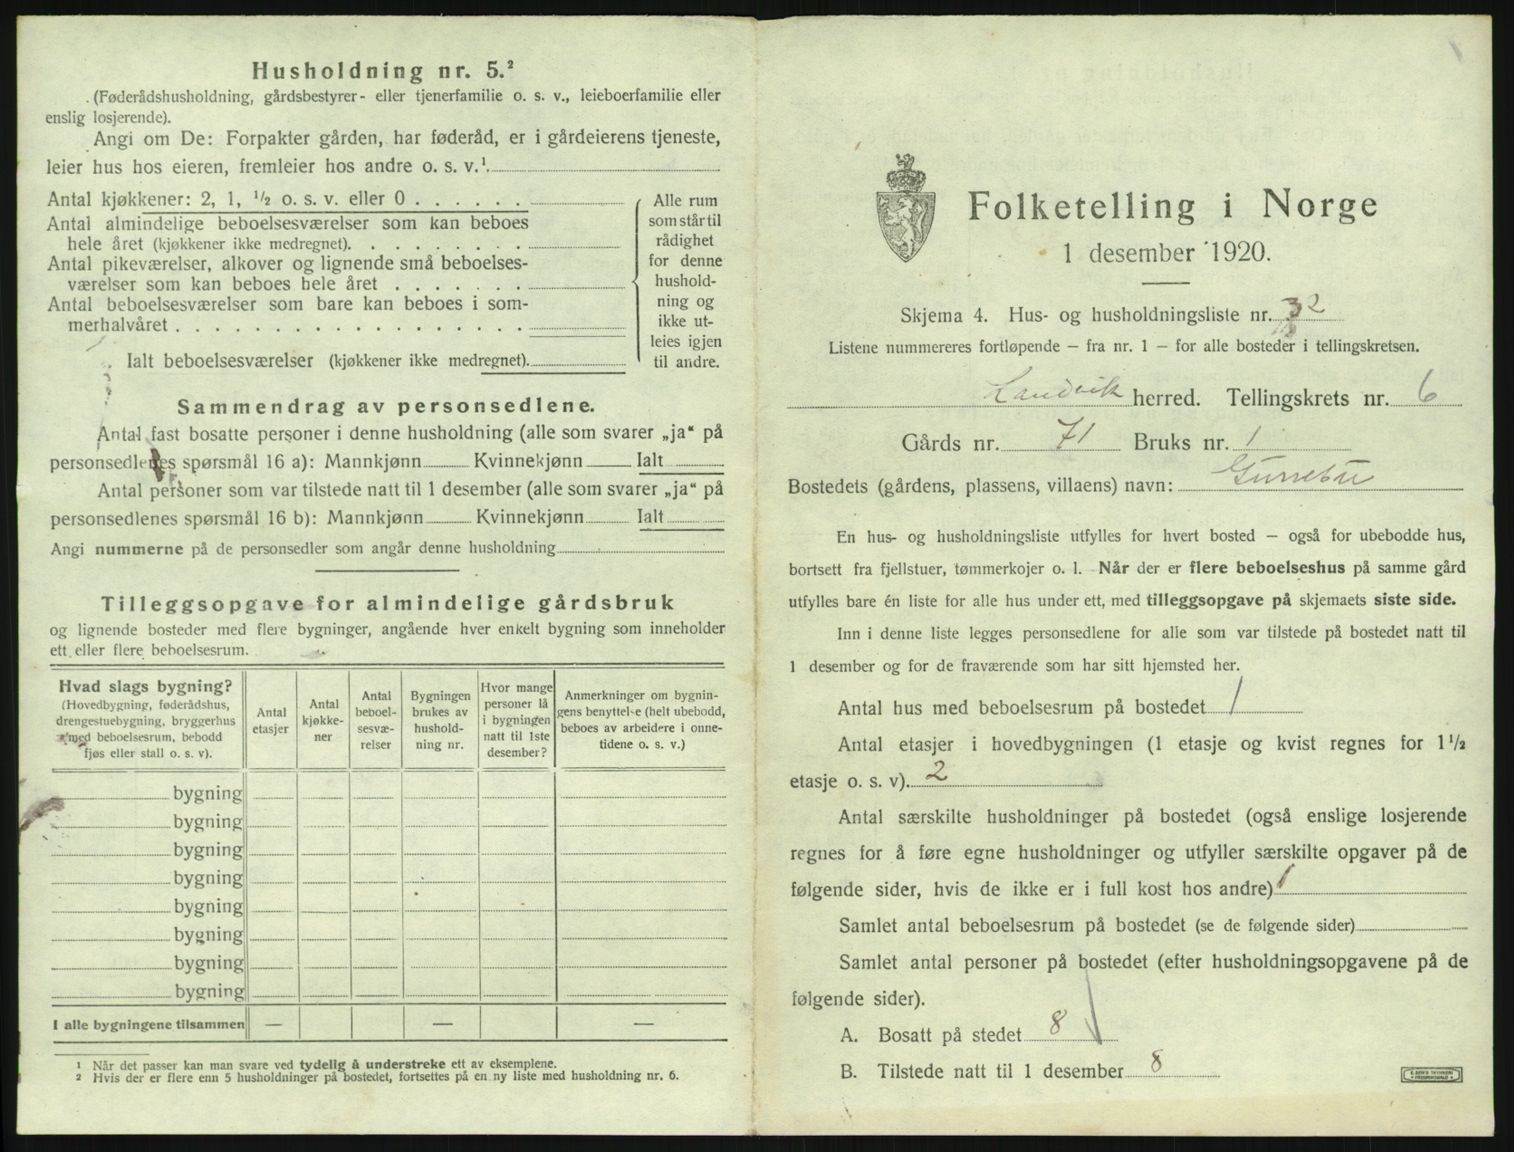 Husholdning nr. 5.²
(Føderådshusholdning, gårdsbestyrer- eller tjenerfamilie o. s. v., leieboerfamilie eller
enslig losjerende).
Angi om De: Forpakter gården, har føderåd, er i gårdeierens tjeneste,
leier hus hos eieren, fremleier hos andre o. s. v.¹
Antal kjøkkener: 2, 1, ½ o. s. v. eller 0
Antal almindelige beboelsesværelser som kan beboes
hele året (kjøkkener ikke medregnet).
Antal pikeværelser, alkover og lignende små beboelses-
værelser som kan beboes hele året
Antal beboelsesværelser som bare kan beboes i som-
merhalvåret
Ialt beboelsesværelser (kjøkkener ikke medregnet).
Alle rum
som står til
rådighet
for denne
hushold-
ning og
ikke ut-
leies igjen
til andre.
Sammendrag av personsedlene.
Antal fast bosatte personer i denne husholdning (alle som svarer „ja“ på
personsedlenes spørsmål 16 a): Mannkjønn Kvinnekjønn Ialt
Antal personer som var tilstede natt til 1 desember (alle som svarer „ja“ på
personsedlenes spørsmål 16 b): Mannkjønn Kvinnekjønn Ialt
Angi nummerne på de personsedler som angår denne husholdning
Tilleggsopgave for almindelige gårdsbruk
og lignende bosteder med flere bygninger, angående hver enkelt bygning som inneholder
ett eller flere beboelsesrum.
Hvad slags bygning?
(Hovedbygning, føderådshus,
drengestuebygning, bryggerhus
med beboelsesrum, bebodd
fjøs eller stall o. s. v).
Antal
etasjer
Antal
kjøkke-
ner
Antal
beboel-
sesvæ-
relser
Bygningen
brukes av
hushold-
ning nr.
Hvor mange
personer lå
i bygningen
natt til 1ste
desember?
Anmerkninger om bygnin-
gens benyttelse (helt ubebodd,
beboes av arbeidere i onne-
tidene o. s. v.)
bygning
bygning
bygning
bygning
bygning
bygning
bygning
bygning
I alle bygningene tilsammen — — —
¹ Når det passer kan man svare ved tydelig å understreke ett av eksemplene.
² Hvis der er flere enn 5 husholdninger på bostedet, fortsettes på en ny liste med husholdning nr. 6.
Folketelling i Norge
1 desember 1920.
Skjema 4. Hus- og husholdningsliste nr. 32
Listene nummereres fortløpende – fra nr. 1 – for alle bosteder i tellingskretsen.
Landvik herred. Tellingskrets nr. 6
Gårds nr. 71 Bruks nr. 1
Bostedets (gårdens, plassens, villaens) navn: Gurrebu
En hus- og husholdningsliste utfylles for hvert bosted – også for ubebodde hus,
bortsett fra fjellstuer, tømmerkojer o. l. Når der er flere beboelseshus på samme gård
utfylles bare én liste for alle hus under ett, med tilleggsopgave på skjemaets siste side.
Inn i denne liste legges personsedlene for alle som var tilstede på bostedet natt til
1 desember og for de fraværende som har sitt hjemsted her.
Antal hus med beboelsesrum på bostedet 1
Antal etasjer i hovedbygningen (1 etasje og kvist regnes for 1½
etasje o. s. v). 2
Antal særskilte husholdninger på bostedet (også enslige losjerende
regnes for å føre egne husholdninger og utfyller særskilte opgaver på de
følgende sider, hvis de ikke er i full kost hos andre) 1
Samlet antal beboelsesrum på bostedet (se de følgende sider)
Samlet antal personer på bostedet (efter husholdningsopgavene på de
følgende sider).
A. Bosatt på stedet 8
B. Tilstede natt til 1 desember 8